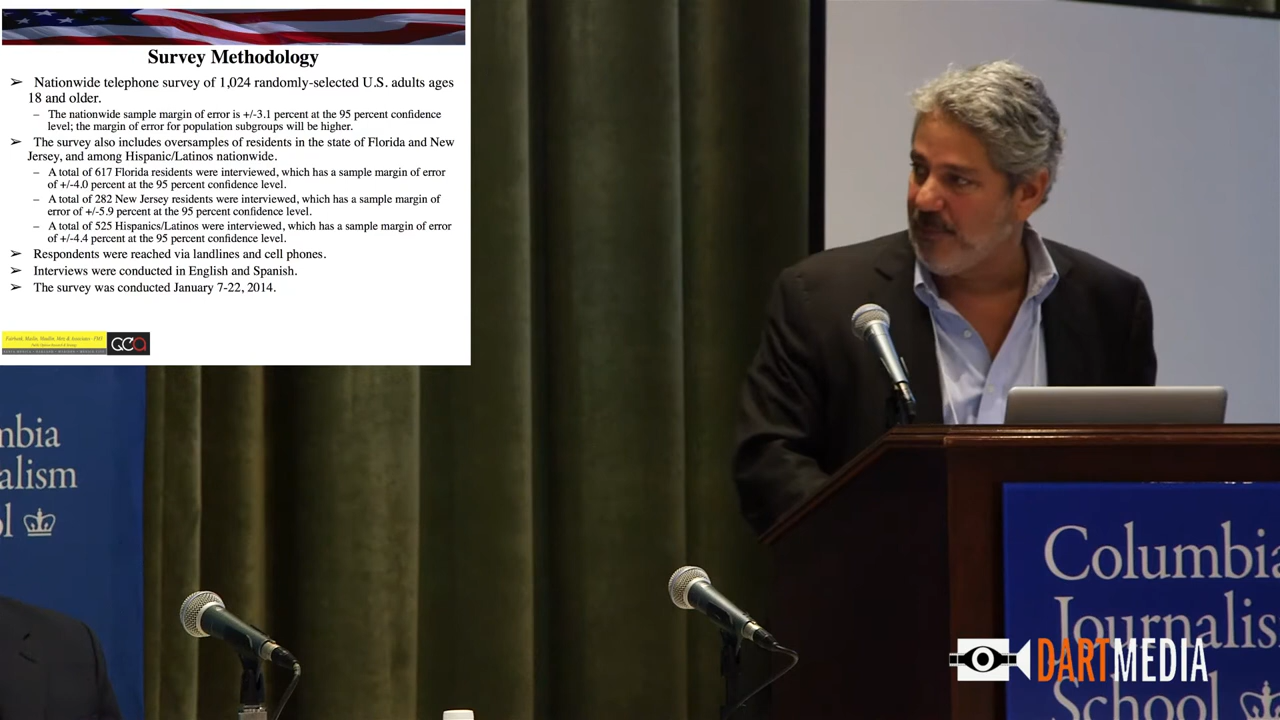 Survey Methodology
➢ Nationwide telephone survey of 1,024 randomly-selected U.S. adults ages
18 and older.
– The nationwide sample margin of error is +/-3.1 percent at the 95 percent confidence
level; the margin of error for population subgroups will be higher.
➢ The survey also includes oversamples of residents in the state of Florida and New
Jersey, and among Hispanic/Latinos nationwide.
– A total of 617 Florida residents were interviewed, which has a sample margin of error
of +/-4.0 percent at the 95 percent confidence level.
– A total of 282 New Jersey residents were interviewed, which has a sample margin of
error of +/-5.9 percent at the 95 percent confidence level.
– A total of 525 Hispanics/Latinos were interviewed, which has a sample margin of error
of +/-4.4 percent at the 95 percent confidence level.
➢ Respondents were reached via landlines and cell phones.
➢ Interviews were conducted in English and Spanish.
➢ The survey was conducted January 7-22, 2014.
mbia
alism
ol
Columbia
Journalis
School
DARTMEDIA